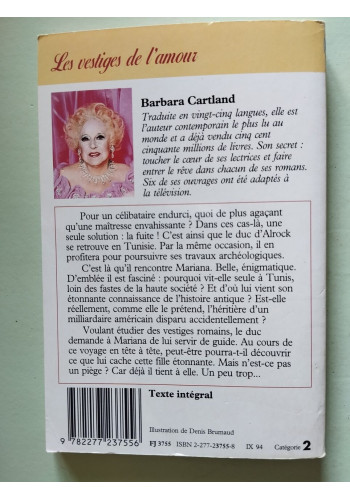 Les vestiges de l'amour
Barbara Cartland
Traduite en vingt-cinq langues, elle est
l'auteur contemporain le plus lu au
monde et a déjà vendu cinq cent
cinquante millions de livres. Son secret :
toucher le cœur de ses lectrices et faire
entrer le rêve dans chacun de ses romans.
Six de ses ouvrages ont été adaptés à
la télévision.
Pour un célibataire endurci, quoi de plus agaçant
qu'une maîtresse envahissante ? Dans ces cas-là, une
seule solution : la fuite ! C'est ainsi que le duc d'Alrock
se retrouve en Tunisie. Par la même occasion, il en
profitera pour poursuivre ses travaux archéologiques.
C'est là qu'il rencontre Mariana. Belle, énigmatique.
D'emblée il est fasciné : pourquoi vit-elle seule à Tunis,
loin des fastes de la haute société ? Et d'où lui vient son
étonnante connaissance de l'histoire antique ? Est-elle
réellement, comme elle le prétend, l'héritière d'un
milliardaire américain disparu accidentellement ?
Voulant étudier des vestiges romains, le duc
demande à Mariana de lui servir de guide. Au cours de
ce voyage en tête à tête, peut-être pourra-t-il découvrir
ce que lui cache cette fille étonnante. Mais n'est-ce pas
un piège ? Car déjà il tient à elle. Un peu trop...
Texte intégral
Illustration de Denis Brumaud
9 782277 237556
FJ 3755 ISBN 2-277-23755-8 IX 94 Catégorie 2